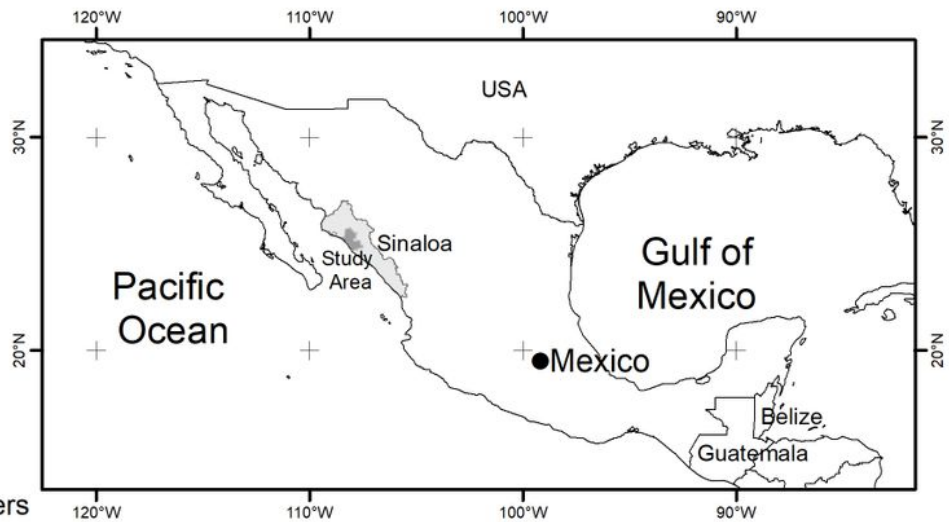 120°W 110°W 100°W 90°W
USA
30°N 30°N
Sinaloa
Study
Area
Gulf of
Mexico
Pacific
Ocean
20°N 20°N
Mexico
Belize
Guatemala
ers
120°W 110°W 100°W 90°W